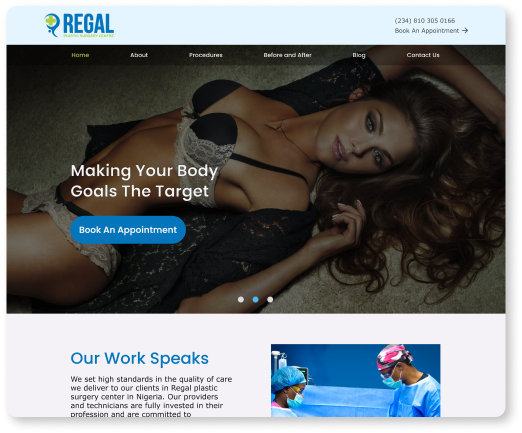 REGAL
PLASTIC SURGERY CENTRE
(234) 810 305 0166
Book An Appointment →
Home About Procedures Before and After Blog Contact Us
Making Your Body
Goals The Target
Book An Appointment
Our Work Speaks
We set high standards in the quality of care
we deliver to our clients in Regal plastic
surgery center in Nigeria. Our providers
and technicians are fully invested in their
profession and are committed to